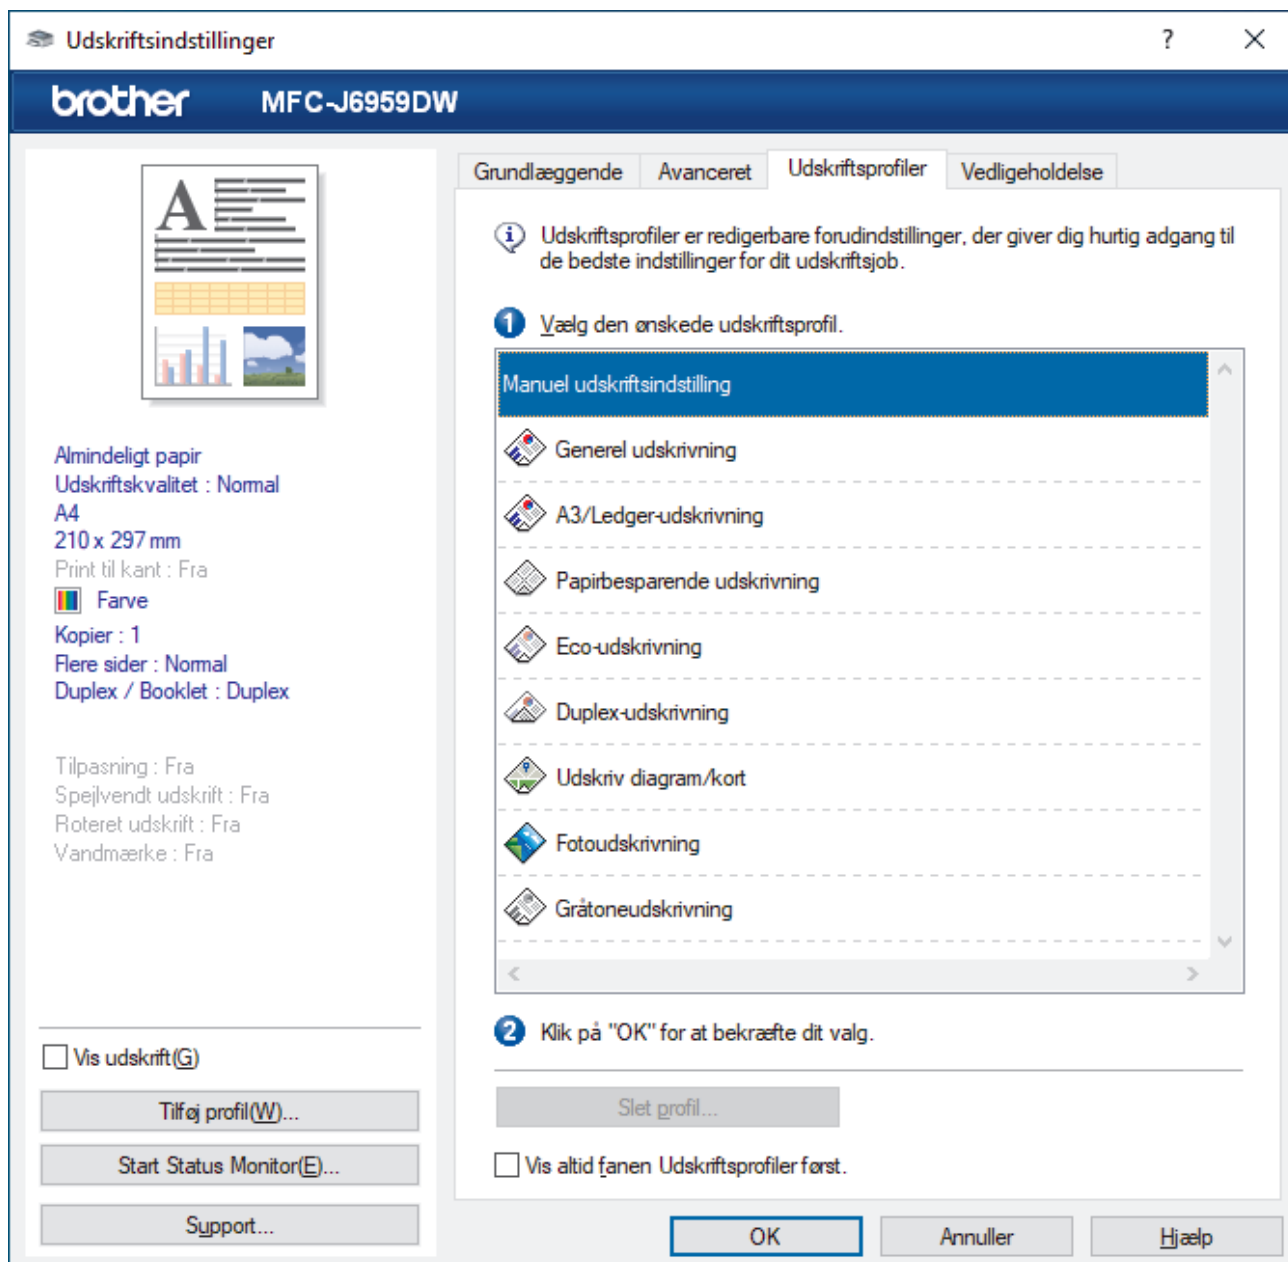 Udskriftsindstillinger
?
brother
MFC-J6959DW
A
Almindeligt papir
Udskriftskvalitet : Normal
A4
210 x 297 mm
Print til kant : Fra
Farve
Kopier : 1
Flere sider : Normal
Duplex / Booklet : Duplex
Tilpasning : Fra
Spejlvendt udskrift : Fra
Roteret udskrift : Fra
Vandmærke : Fra
Vis udskrift(G)
Tilføj profil(W)...
Start Status Monitor(E)...
Support...
Grundlæggende
Avanceret
Udskriftsprofiler
Vedligeholdelse
Udskriftsprofiler er redigerbare forudindstillinger, der giver dig hurtig adgang til
de bedste indstillinger for dit udskriftsjob.
1 Vælg den ønskede udskriftsprofil.
Manuel udskriftsindstilling
Generel udskrivning
A3/Ledger-udskrivning
Papirbesparende udskrivning
Eco-udskrivning
Duplex-udskrivning
Udskriv diagram/kort
Fotoudskrivning
Gråtoneudskrivning
2 Klik på "OK" for at bekræfte dit valg.
Slet profil...
Vis altid fanen Udskriftsprofiler først.
OK
Annuller
Hjælp